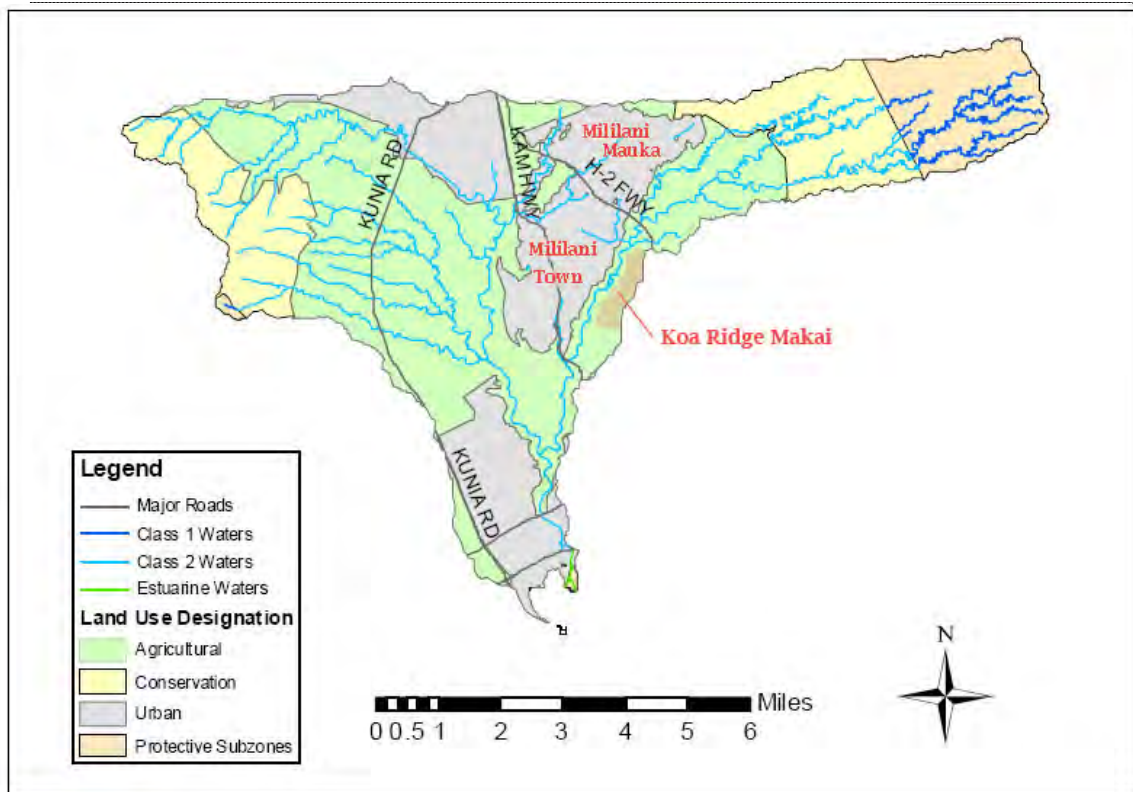 Mililani
Mauka
KUNIA RD
KAM HWY
H-2 FWY
Mililani
Town
Koa Ridge Makai
KUNIA RD
Legend
Major Roads
Class 1 Waters
Class 2 Waters
Estuarine Waters
Land Use Designation
Agricultural
Conservation
Urban
Protective Subzones
N
Miles
0 0.5 1 2 3 4 5 6